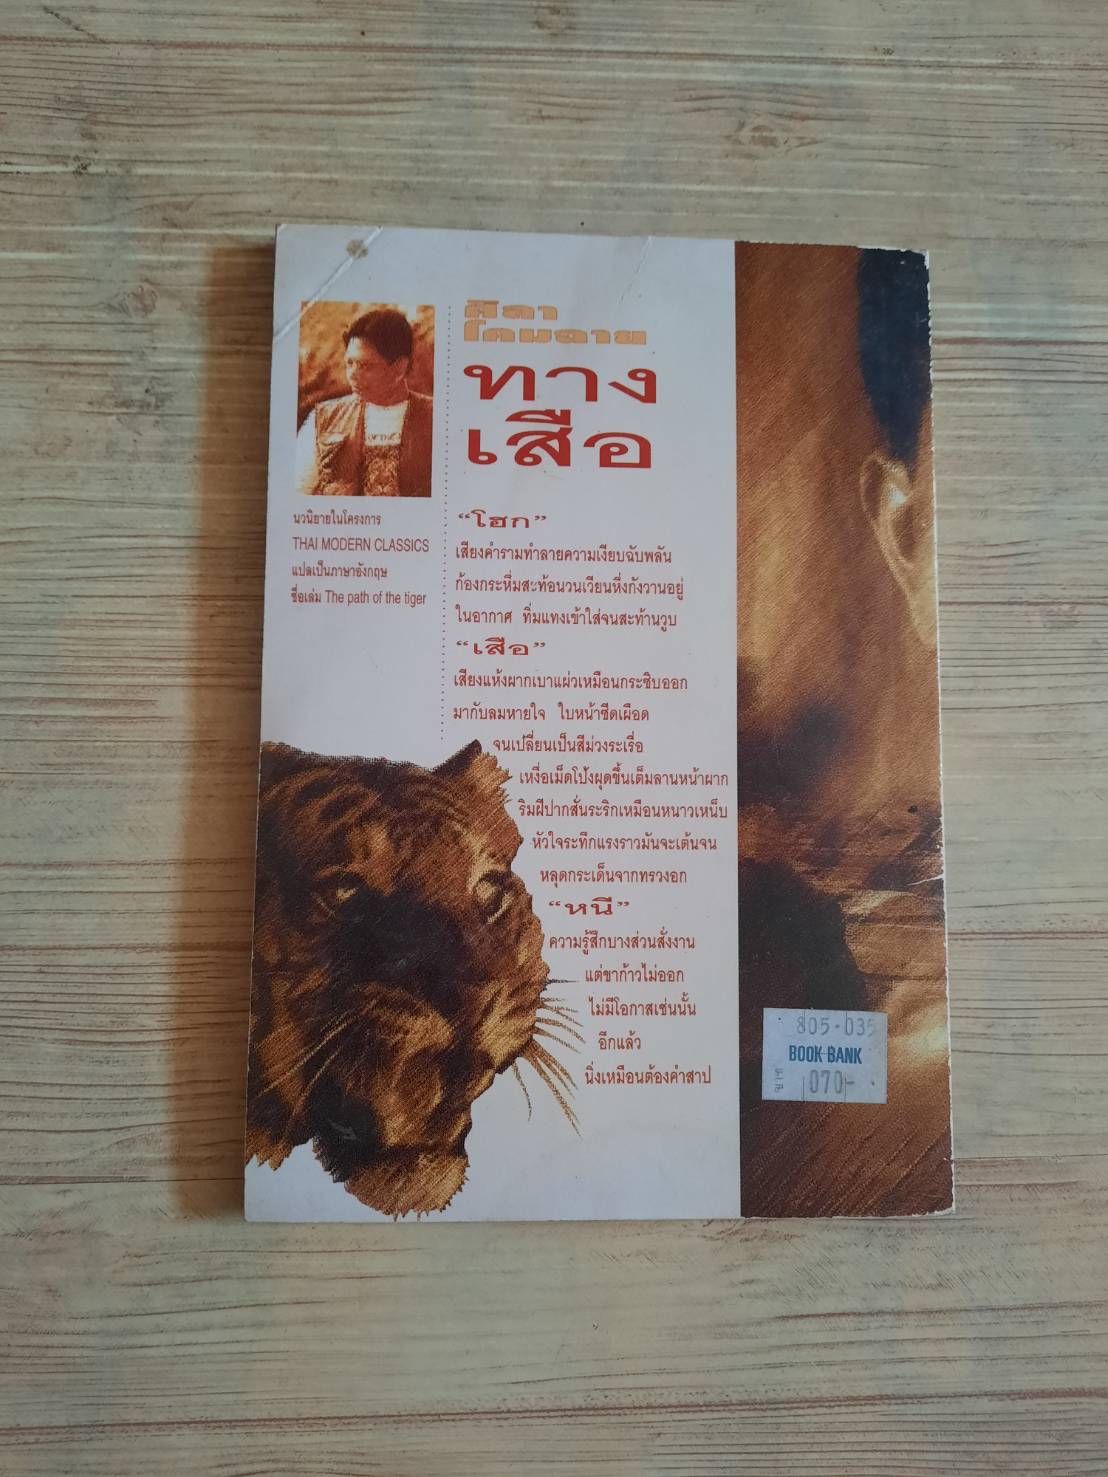 ศิลา
โคมฉาย
ทาง
เสือ
นวนิยายในโครงการ
THAI MODERN CLASSICS
แปลเป็นภาษาอังกฤษ
ชื่อเล่ม The path of the tiger
“โฮก”
เสียงคำรามทำลายความเงียบฉับพลัน
ก้องกระหึ่มสะท้อนวนเวียนหึ่งกังวานอยู่
ในอากาศ ทิ่มแทงเข้าใส่จนสะท้านวูบ
“เสือ”
เสียงแห้งผากเบาแผ่วเหมือนกระซิบออก
มากับลมหายใจ ใบหน้าซีดเผือด
จนเปลี่ยนเป็นสีม่วงระเรื่อ
เหงื่อเม็ดโป้งผุดขึ้นเต็มลานหน้าผาก
ริมฝีปากสั่นระริกเหมือนหนาวเหน็บ
หัวใจระทึกแรงราวมันจะเต้นจน
หลุดกระเด็นจากทรวงอก
“หนี”
ความรู้สึกบางส่วนสั่งงาน
แต่ขาก้าวไม่ออก
ไม่มีโอกาสเช่นนั้น
อีกแล้ว
นิ่งเหมือนต้องคำสาป
805-035
BOOK BANK
070-